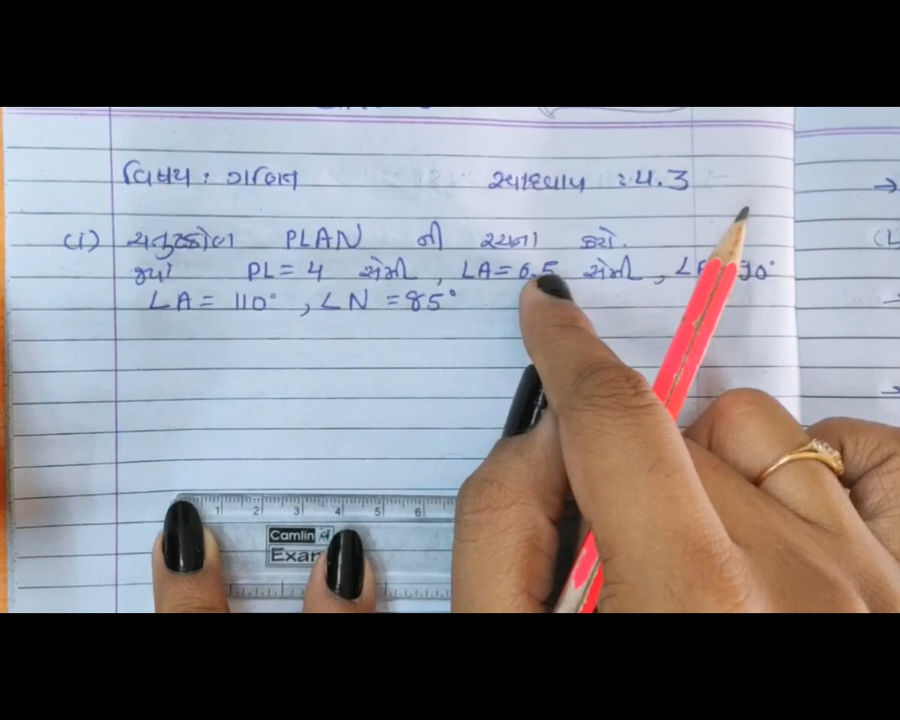 વિષય : ગણિત સ્વાધ્યાય : 4.3
(i) ચતુષ્કોણ PLAN ની રચના કરો.
જ્યાં PL = 4 સેમી , LA = 6.5 સેમી , ∠ 90°
∠A = 110° , ∠N = 85°
1 2 3 4 5 6
Camlin
Exam